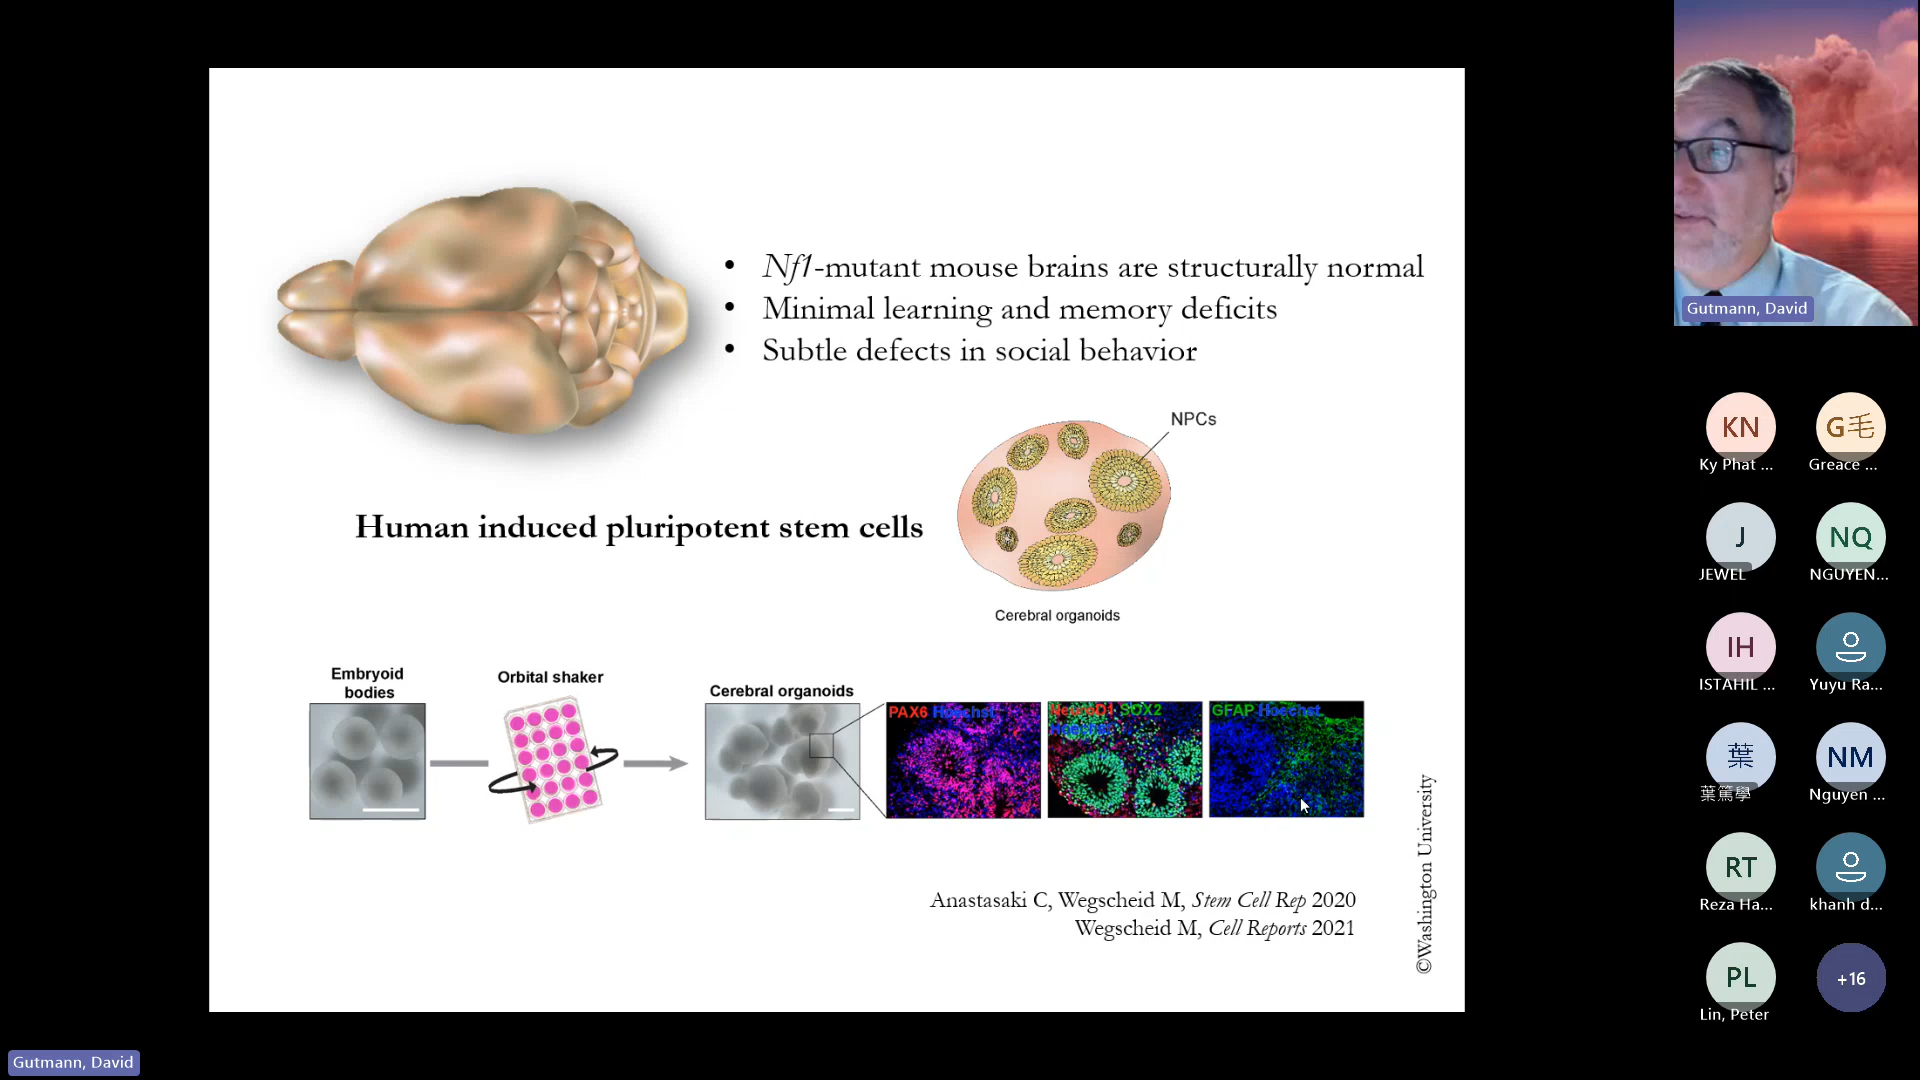 • Nf1-mutant mouse brains are structurally normal
• Minimal learning and memory deficits
• Subtle defects in social behavior
NPCs
Human induced pluripotent stem cells
Cerebral organoids
Embryoid
bodies
Orbital shaker
Cerebral organoids
PAX6 Hoechst
NeuroD1 SOX2
Hoechst
GFAP Hoechst
Anastasaki C, Wegscheid M, Stem Cell Rep 2020
Wegscheid M, Cell Reports 2021
©Washington University
Gutmann, David
KN
Ky Phat ...
G毛
Greace ...
J
JEWEL
NQ
NGUYEN...
IH
ISTAHIL ...
Yuyu Ra...
葉
葉篤學
NM
Nguyen ...
RT
Reza Ha...
khanh d...
PL
Lin, Peter
+16
Gutmann, David